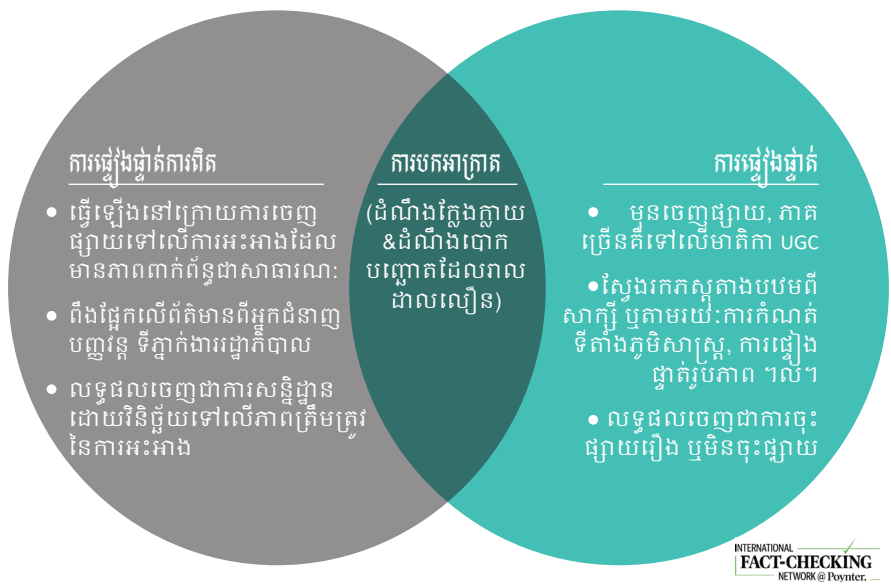 ការផ្ទៀងផ្ទាត់ការពិត
• ធ្វើឡើងនៅក្រោយការចេញ
ផ្សាយទៅលើការអះអាងដែល
មានភាពពាក់ព័ន្ធជាសាធារណៈ
• ពឹងផ្អែកលើព័ត៌មានពីអ្នកជំនាញ
បញ្ញវន្ត ទីភ្នាក់ងាររដ្ឋាភិបាល
• លទ្ធផលចេញជាការសន្និដ្ឋាន
ដោយវិនិច្ឆ័យទៅលើភាពត្រឹមត្រូវ
នៃការអះអាង
ការបកអាក្រាត
(ដំណឹងក្លែងក្លាយ
&ដំណឹងបោក
បញ្ឆោតដែលរាល
ដាលលឿន)
ការផ្ទៀងផ្ទាត់
• មុនចេញផ្សាយ, ភាគ
ច្រើនគឺទៅលើមាតិកា UGC
•ស្វែងរកភស្តុតាងបឋមពី
សាក្សី ឬតាមរយៈការកំណត់
ទីតាំងភូមិសាស្ត្រ, ការផ្ទៀង
ផ្ទាត់រូបភាព ។ល។
• លទ្ធផលចេញជាការចុះ
ផ្សាយរឿង ឬមិនចុះផ្សាយ
INTERNATIONAL
FACT-CHECKING
NETWORK @ Poynter.